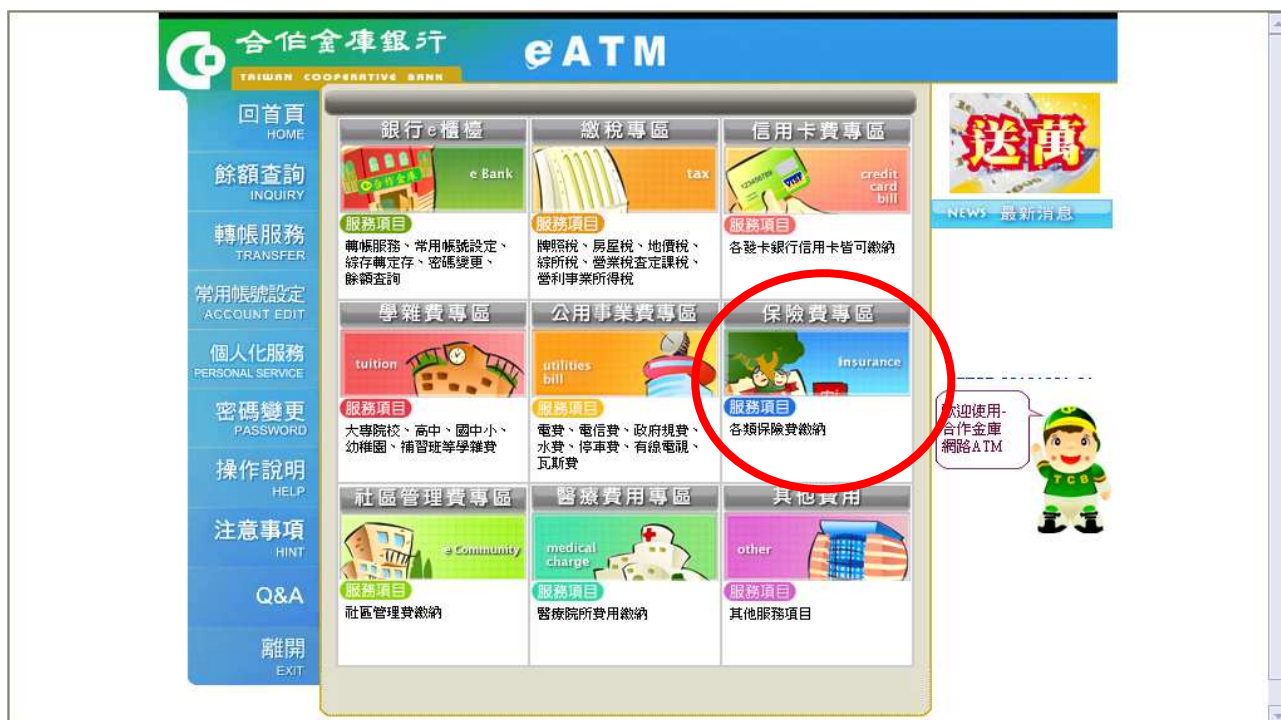 合作金庫銀行
TAIWAN COOPERATIVE BANK
eATM
回首頁
HOME
餘額查詢
INQUIRY
轉帳服務
TRANSFER
常用帳號設定
ACCOUNT EDIT
個人化服務
PERSONAL SERVICE
密碼變更
PASSWORD
操作說明
HELP
注意事項
HINT
Q&A
離開
EXIT
銀行e櫃檯
合作金庫
e Bank
服務項目
轉帳服務、常用帳號設定、
綜存轉定存、密碼變更、
餘額查詢
繳稅專區
tax
服務項目
牌照稅、房屋稅、地價稅、
綜所稅、營業稅查定課稅、
營利事業所得稅
信用卡費專區
123456789
VISA
credit
card
bill
服務項目
各發卡銀行信用卡皆可繳納
學雜費專區
tuition
服務項目
大專院校、高中、國中小、
幼稚園、補習班等學雜費
公用事業費專區
utilities
bill
服務項目
電費、電信費、政府規費、
水費、停車費、有線電視、
瓦斯費
保險費專區
insurance
服務項目
各類保險費繳納
社區管理費專區
e Community
服務項目
社區管理費繳納
醫療費用專區
medical
charge
服務項目
醫療院所費用繳納
其他費用
other
服務項目
其他服務項目
送萬
NEWS 最新消息
歡迎使用-
合作金庫
網路ATM
TCB